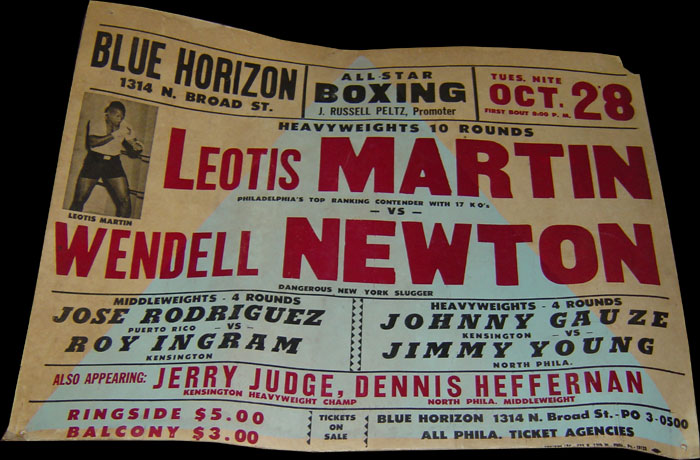 BLUE HORIZON
1314 N. BROAD ST.
ALL-STAR
BOXING
J. RUSSELL PELTZ, Promoter
TUES. NITE
OCT. 28
FIRST BOUT 8:00 P. M.
HEAVYWEIGHTS 10 ROUNDS
LEOTIS MARTIN
LEOTIS MARTIN
PHILADELPHIA'S TOP RANKING CONTENDER WITH 17 KO's
- VS -
WENDELL NEWTON
DANGEROUS NEW YORK SLUGGER
MIDDLEWEIGHTS - 4 ROUNDS
JOSE RODRIGUEZ
PUERTO RICO
- VS -
ROY INGRAM
KENSINGTON
HEAVYWEIGHTS - 4 ROUNDS
JOHNNY GAUZE
KENSINGTON
- VS -
JIMMY YOUNG
NORTH PHILA.
ALSO APPEARING: JERRY JUDGE, DENNIS HEFFERNAN
KENSINGTON HEAVYWEIGHT CHAMP
NORTH PHILA. MIDDLEWEIGHT
RINGSIDE $5.00
BALCONY $3.00
TICKETS
ON
SALE
BLUE HORIZON 1314 N. Broad St.-PO 3-0500
ALL PHILA. TICKET AGENCIES